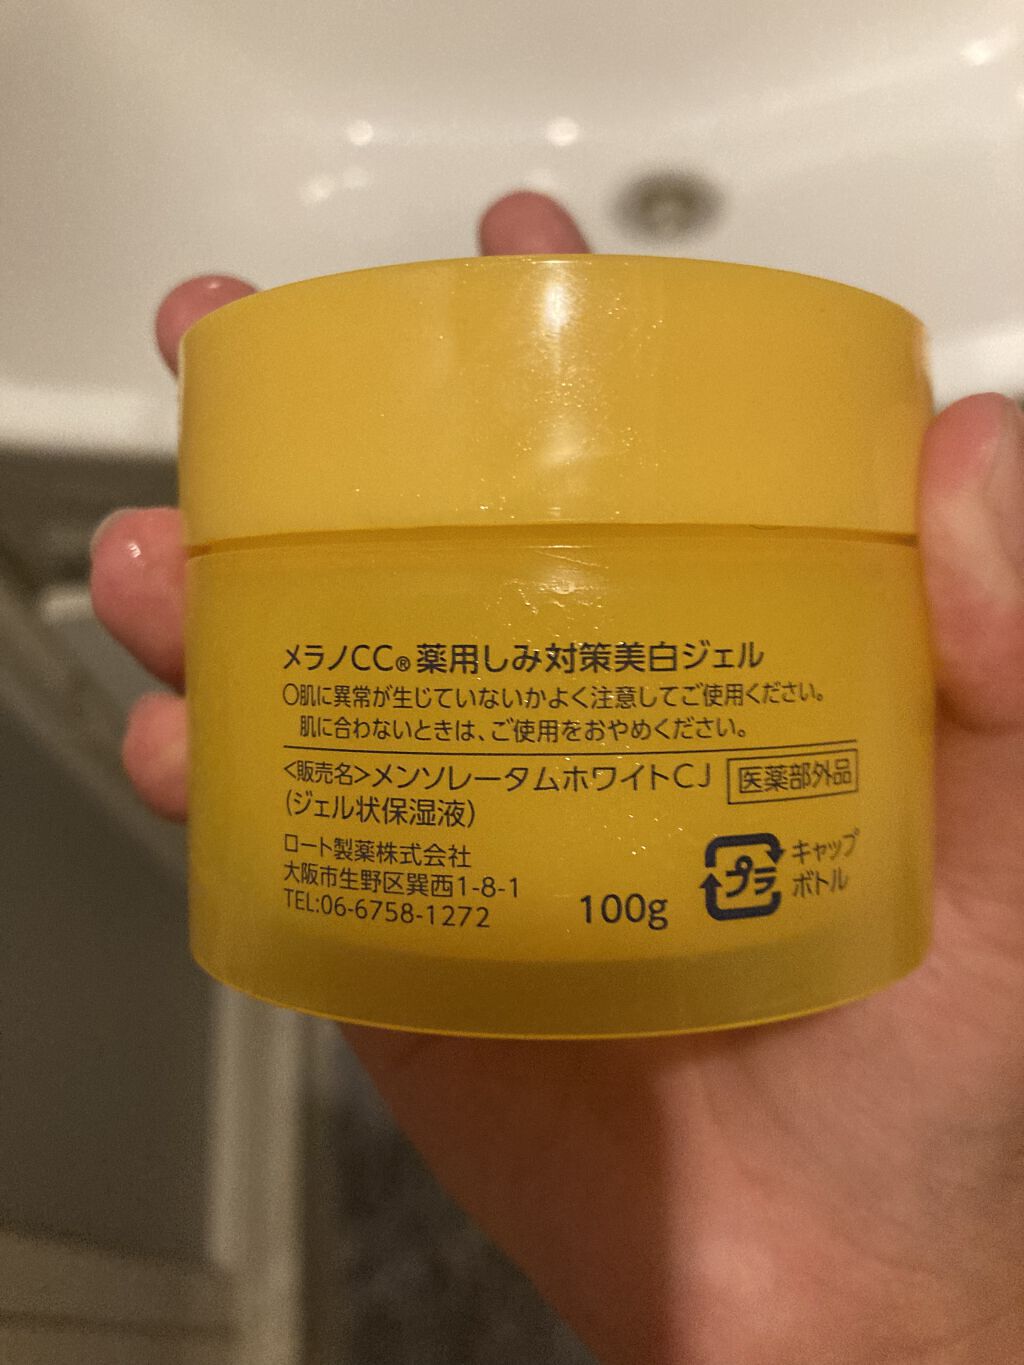 メラノCC® 薬用しみ対策美白ジェル
○肌に異常が生じていないかよく注意してご使用ください。
肌に合わないときは、ご使用をおやめください。
<販売名>メンソレータムホワイトCJ 医薬部外品
(ジェル状保湿液)
ロート製薬株式会社
大阪市生野区巽西1-8-1
TEL:06-6758-1272
100g
プラ
キャップ
ボトル